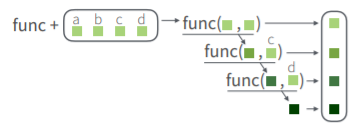 func + a b c d func( , )
c
func( , )
d
func( , )